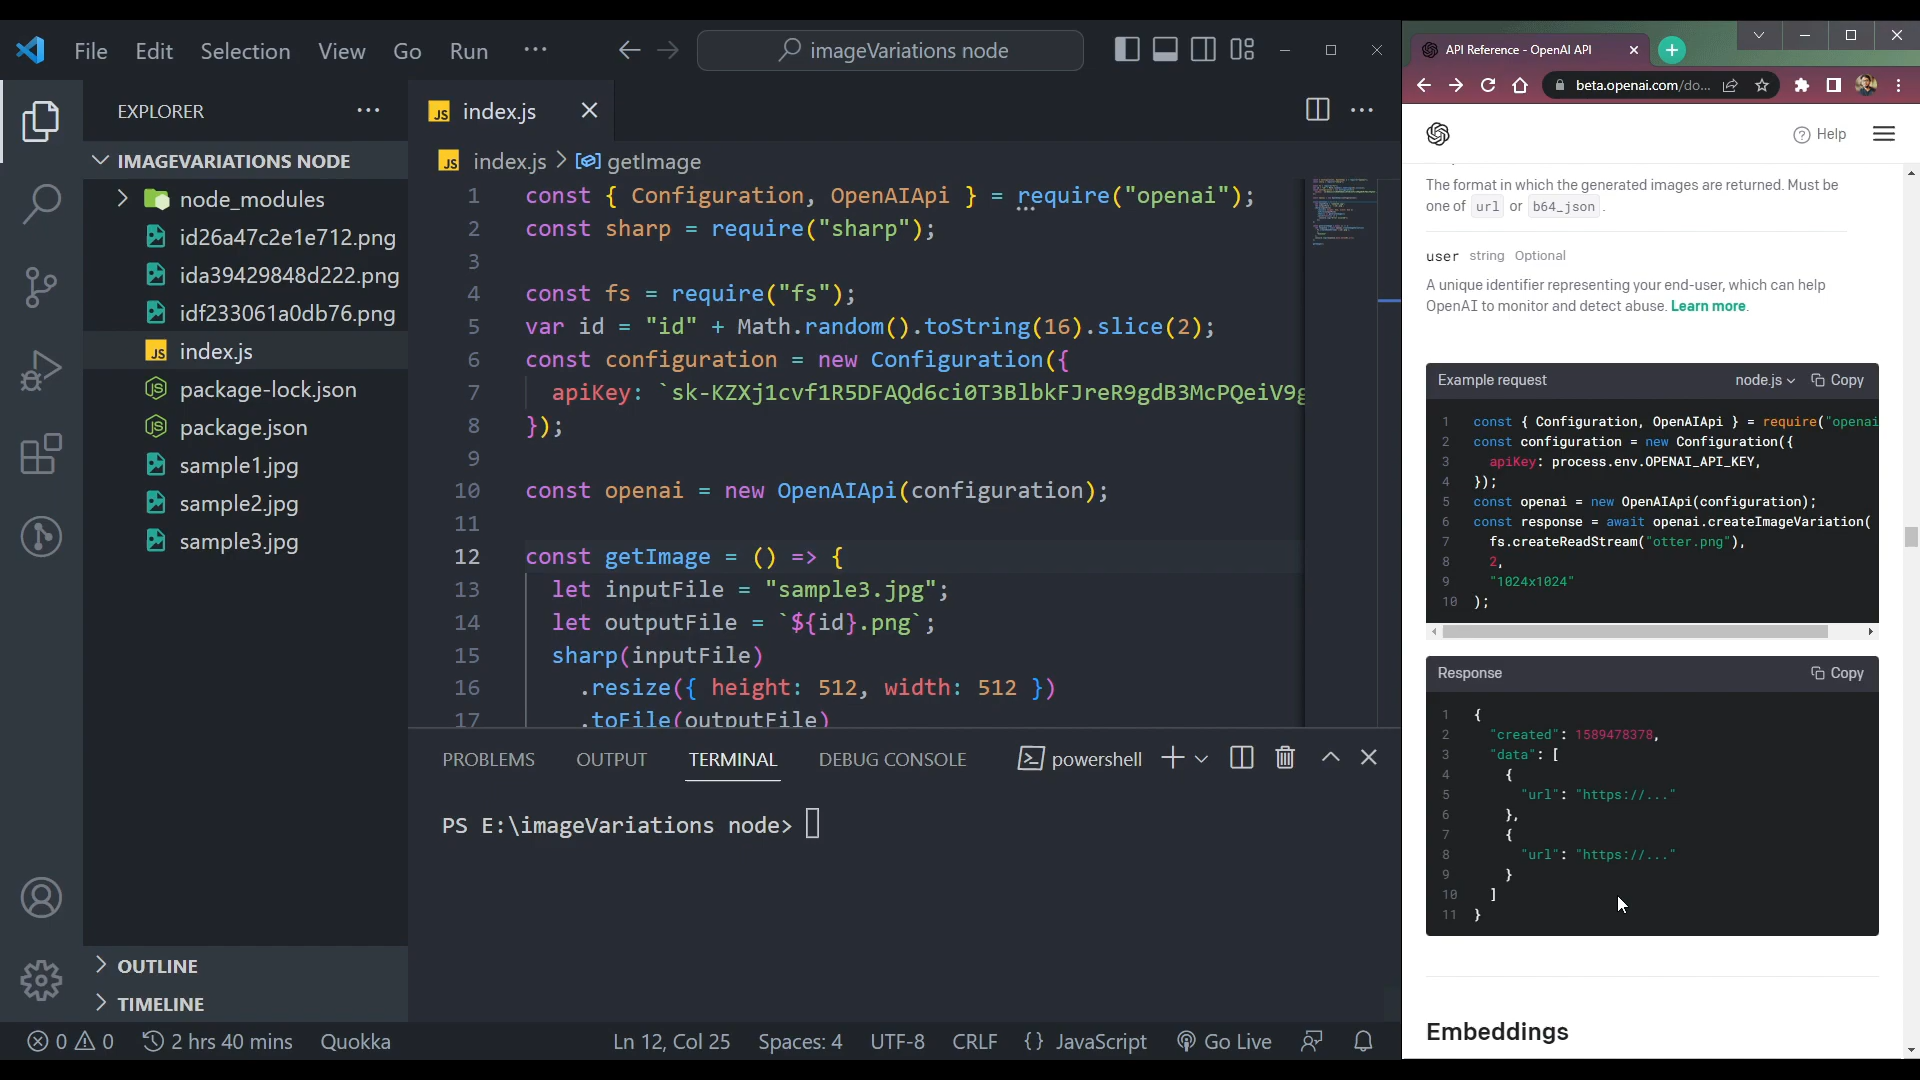 File Edit Selection View Go Run ···
imageVariations node
EXPLORER
IMAGEVARIATIONS NODE
node_modules
id26a47c2e1e712.png
ida39429848d222.png
idf233061a0db76.png
JS index.js
package-lock.json
package.json
sample1.jpg
sample2.jpg
sample3.jpg
OUTLINE
TIMELINE
JS index.js
JS index.js > getImage
1 const { Configuration, OpenAIApi } = require("openai");
2 const sharp = require("sharp");
3
4 const fs = require("fs");
5 var id = "id" + Math.random().toString(16).slice(2);
6 const configuration = new Configuration({
7 apiKey: `sk-KZXj1cvf1R5DFAQd6ci0T3BlbkFJreR9gdB3McPQeiV9g
8 });
9
10 const openai = new OpenAIApi(configuration);
11
12 const getImage = () => {
13 let inputFile = "sample3.jpg";
14 let outputFile = `${id}.png`;
15 sharp(inputFile)
16 .resize({ height: 512, width: 512 })
17 .toFile(outputFile)
PROBLEMS OUTPUT TERMINAL DEBUG CONSOLE powershell
PS E:\imageVariations node>
0 0 2 hrs 40 mins Quokka Ln 12, Col 25 Spaces: 4 UTF-8 CRLF {} JavaScript Go Live
API Reference - OpenAI API
beta.openai.com/do...
Help
The format in which the generated images are returned. Must be
one of url or b64_json .
user string Optional
A unique identifier representing your end-user, which can help
OpenAI to monitor and detect abuse. Learn more.
Example request node.js Copy
1 const { Configuration, OpenAIApi } = require("openai
2 const configuration = new Configuration({
3 apiKey: process.env.OPENAI_API_KEY,
4 });
5 const openai = new OpenAIApi(configuration);
6 const response = await openai.createImageVariation(
7 fs.createReadStream("otter.png"),
8 2,
9 "1024x1024"
10 );
Response Copy
1 {
2 "created": 1589478378,
3 "data": [
4 {
5 "url": "https://..."
6 },
7 {
8 "url": "https://..."
9 }
10 ]
11 }
Embeddings